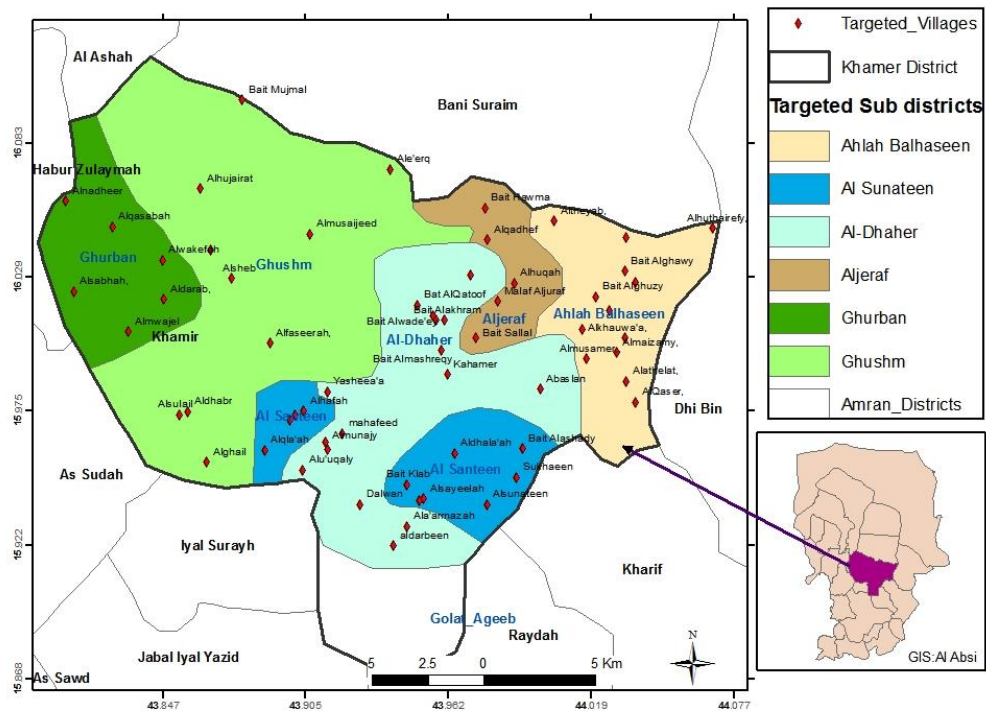 Al Ashah
Bait Mujmal
Bani Suraim
16.083
Ale'erq
Habur Zulaymah
Alnadheer
Alhujairat
Bait Hawma
Altheyab,
Alhuthairefy,
Alqasabah
Almusaijeed
Alqadhef
Alwakefah
Ghurban
Ghushm
Bait Alghawy
16.029
Alsheb
Alsabhah,
Aldarab,
Alhuqah
Malaf Aljuraf
Bait Alghuzy
Bat AlQatoof
Bait Alakhram
Bait Alwade'ey
Aljeraf
Ahlah Balhaseen
Almwajel
Khamir
Alfaseerah,
Al-Dhaher
Bait Sallal
Alkhauwa'a,
Almaizamy,
Bait Almashreqy
Kahamer
Almusamer
Yasheea'a
Abaslan
Alathelat,
AlQaser,
15.975
Alsulail
Aldhabr
Alhafah
Al Santeen
mahafeed
Dhi Bin
Alqla'ah
Almunajy
Aldhala'ah
Bait Alashady
As Sudah
Alghail
Alu'uqaly
Bait Klab
Al Santeen
Sukhaeen
Dalwan
Alsayeelah
Alsunateen
Ala'armazah
aldarbeen
15.922
Iyal Surayh
Kharif
Golat_Ageeb
Raydah
Jabal Iyal Yazid
As Sawd
15.868
5 2.5 0 5 Km
N
43.847 43.905 43.962 44.019 44.077
Targeted_Villages
Khamer District
Targeted Sub districts
Ahlah Balhaseen
Al Sunateen
Al-Dhaher
Aljeraf
Ghurban
Ghushm
Amran_Districts
GIS:Al Absi